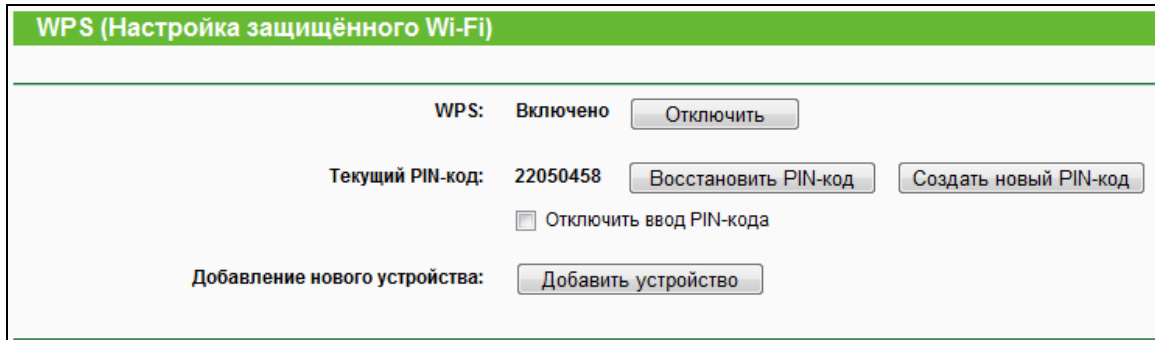 WPS (Настройка защищённого Wi-Fi)
WPS: Включено Отключить
Текущий PIN-код: 22050458 Восстановить PIN-код Создать новый PIN-код
Отключить ввод PIN-кода
Добавление нового устройства: Добавить устройство